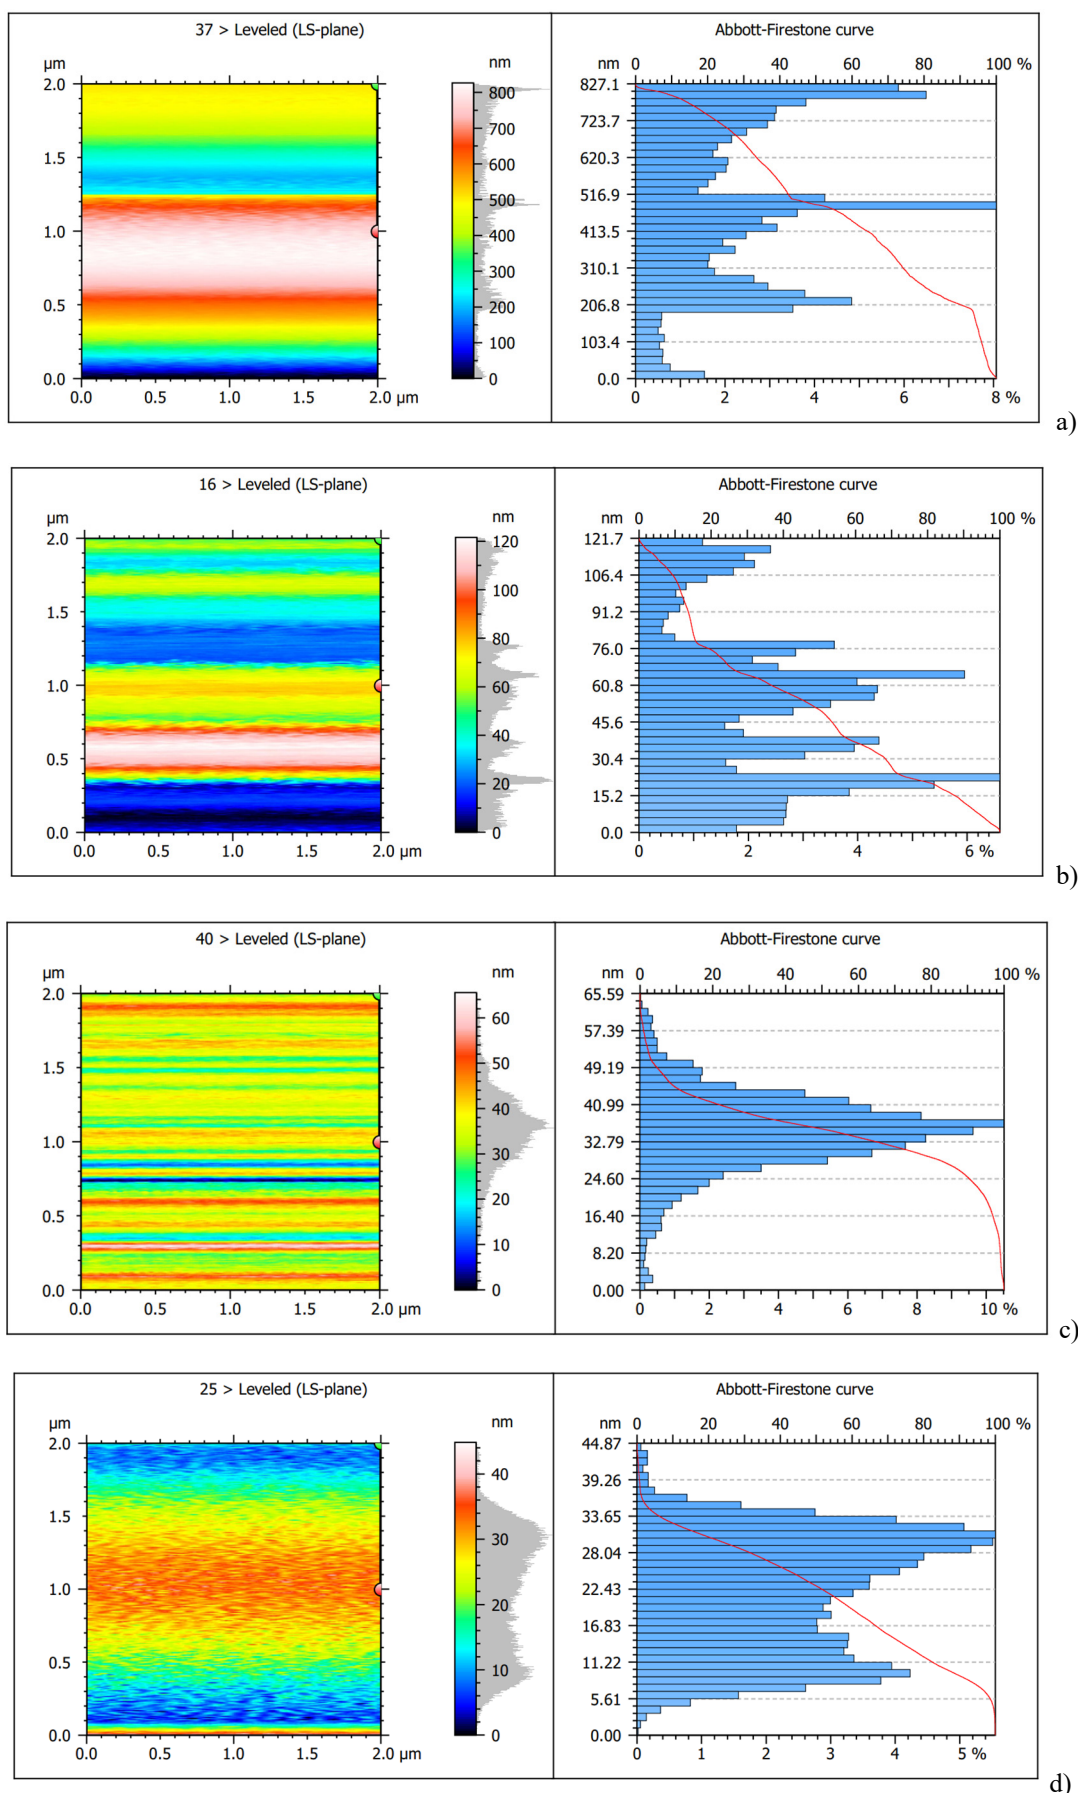 37 > Leveled (LS-plane)
Abbott-Firestone curve
µm
nm
0 20 40 60 80 100 %
2.0
1.5
1.0
0.5
0.0
0.0 0.5 1.0 1.5 2.0 µm
800
700
600
500
400
300
200
100
0
827.1
723.7
620.3
516.9
413.5
310.1
206.8
103.4
0.0
0 2 4 6 8 %
a)
16 > Leveled (LS-plane)
Abbott-Firestone curve
µm
nm
nm 0 20 40 60 80 100 %
2.0
1.5
1.0
0.5
0.0
0.0 0.5 1.0 1.5 2.0 µm
120
100
80
60
40
20
0
121.7
106.4
91.2
76.0
60.8
45.6
30.4
15.2
0.0
0 2 4 6 %
b)
40 > Leveled (LS-plane)
Abbott-Firestone curve
µm
nm
nm 0 20 40 60 80 100 %
2.0
1.5
1.0
0.5
0.0
0.0 0.5 1.0 1.5 2.0 µm
60
50
40
30
20
10
0
65.59
57.39
49.19
40.99
32.79
24.60
16.40
8.20
0.00
0 2 4 6 8 10 %
c)
25 > Leveled (LS-plane)
Abbott-Firestone curve
µm
nm
nm 0 20 40 60 80 100 %
2.0
1.5
1.0
0.5
0.0
0.0 0.5 1.0 1.5 2.0 µm
40
30
20
10
0
44.87
39.26
33.65
28.04
22.43
16.83
11.22
5.61
0.00
0 1 2 3 4 5 %
d)